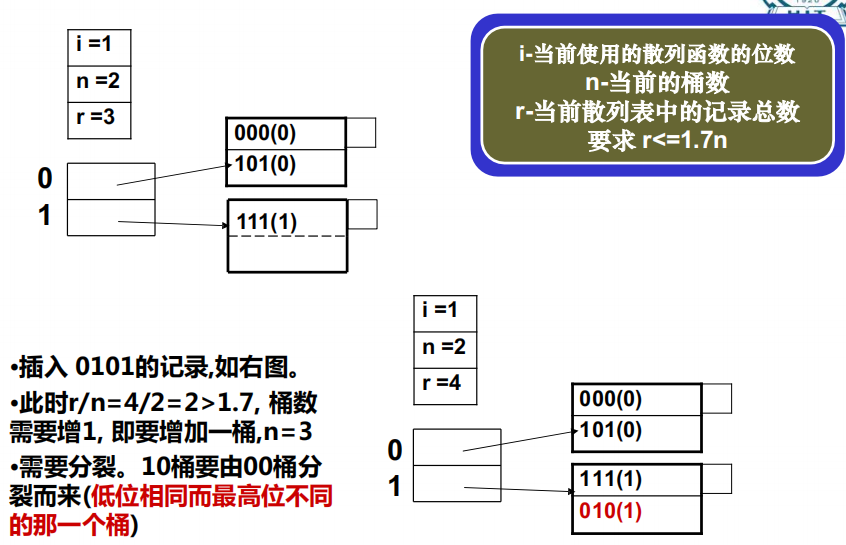 i =1
n =2
r =3
000(0)
101(0)
0
1
111(1)
i-当前使用的散列函数的位数
n-当前的桶数
r-当前散列表中的记录总数
要求 r<=1.7n
•插入 0101的记录,如右图。
•此时r/n=4/2=2>1.7, 桶数
需要增1, 即要增加一桶,n=3
•需要分裂。10桶要由00桶分
裂而来(低位相同而最高位不同
的那一个桶)
i =1
n =2
r =4
000(0)
101(0)
0
1
111(1)
010(1)